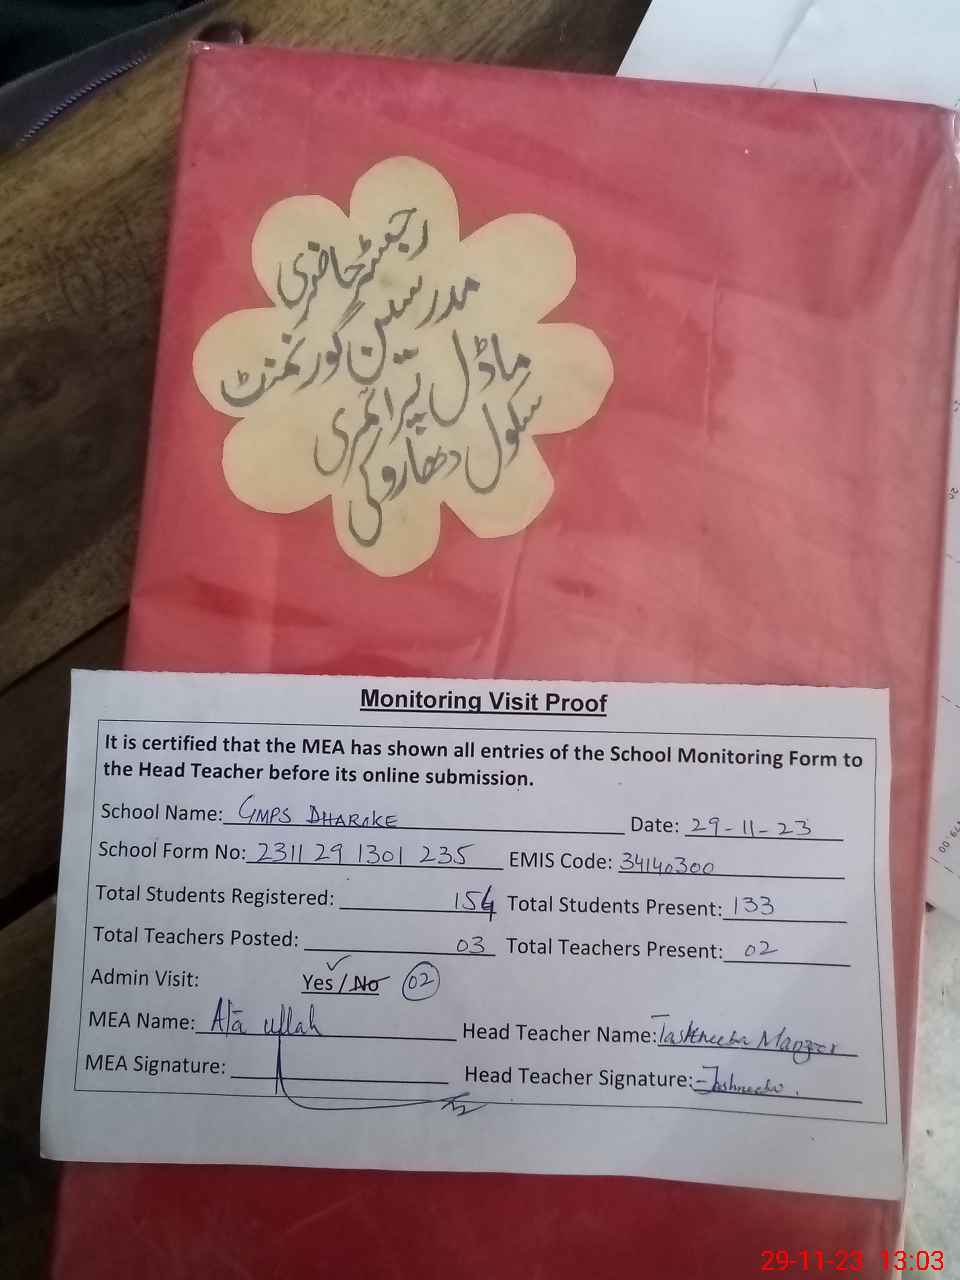 رجسٹر حاضری
مدرسین گورنمنٹ
ماڈل پرائمری
سکول دھاروکی
Monitoring Visit Proof
It is certified that the MEA has shown all entries of the School Monitoring Form to
the Head Teacher before its online submission.
School Name: GMPS DHAROKE Date: 29-11-23
School Form No: 2311 29 1301 235 EMIS Code: 34140300
Total Students Registered: 154 Total Students Present: 133
Total Teachers Posted: 03 Total Teachers Present: 02
Admin Visit: Yes / No 02
MEA Name: Ata ullah Head Teacher Name: Taskneeba Manzoor
MEA Signature: Head Teacher Signature:
29-11-23 13:03